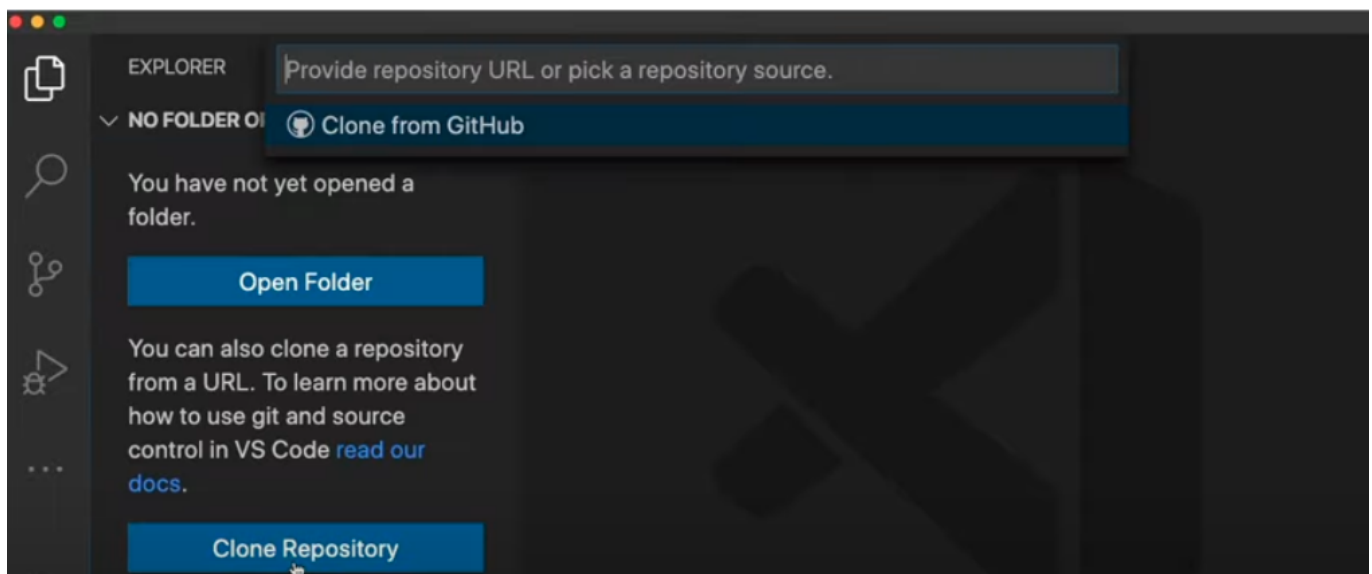 EXPLORER
Provide repository URL or pick a repository source.
NO FOLDER O
Clone from GitHub
You have not yet opened a
folder.
Open Folder
You can also clone a repository
from a URL. To learn more about
how to use git and source
control in VS Code read our
docs.
Clone Repository